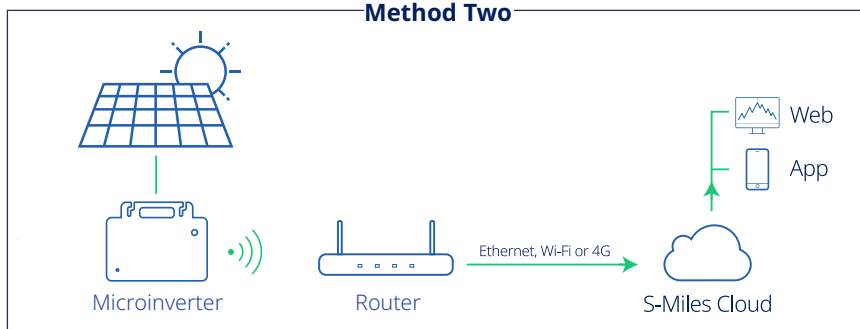 Method Two
Web
App
Ethernet, Wi-Fi or 4G
Microinverter
Router
S-Miles Cloud